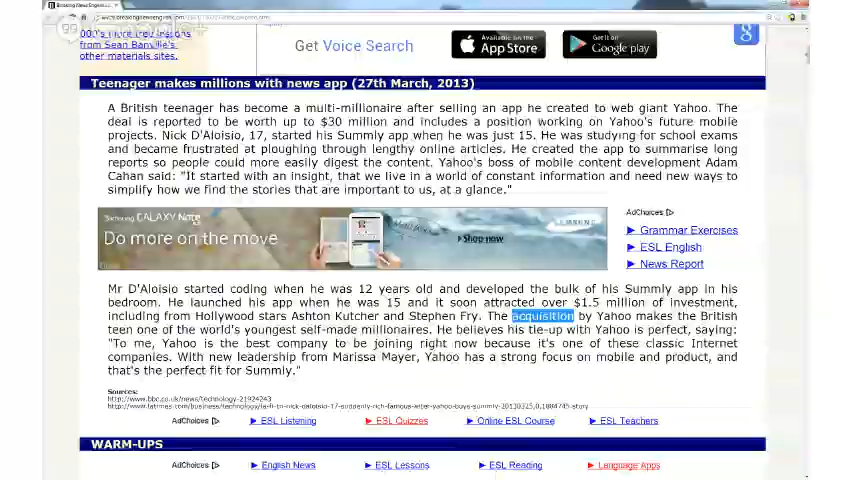 000's more free lessons
from Sean Banville's
other materials sites.
Get Voice Search
Available on the
App Store
Get it on
Google play
Teenager makes millions with news app (27th March, 2013)
A British teenager has become a multi-millionaire after selling an app he created to web giant Yahoo. The
deal is reported to be worth up to $30 million and includes a position working on Yahoo's future mobile
projects. Nick D'Aloisio, 17, started his Summly app when he was just 15. He was studying for school exams
and became frustrated at ploughing through lengthy online articles. He created the app to summarise long
reports so people could more easily digest the content. Yahoo's boss of mobile content development Adam
Cahan said: "It started with an insight, that we live in a world of constant information and need new ways to
simplify how we find the stories that are important to us, at a glance."
Samsung GALAXY Note
Do more on the move
Shop now
SAMSUNG
AdChoices
Grammar Exercises
ESL English
News Report
Mr D'Aloisio started coding when he was 12 years old and developed the bulk of his Summly app in his
bedroom. He launched his app when he was 15 and it soon attracted over $1.5 million of investment,
including from Hollywood stars Ashton Kutcher and Stephen Fry. The acquisition by Yahoo makes the British
teen one of the world's youngest self-made millionaires. He believes his tie-up with Yahoo is perfect, saying:
"To me, Yahoo is the best company to be joining right now because it's one of these classic Internet
companies. With new leadership from Marissa Mayer, Yahoo has a strong focus on mobile and product, and
that's the perfect fit for Summly."
Sources:
http://www.bbc.co.uk/news/technology-21924243
AdChoices
ESL Listening
ESL Quizzes
Online ESL Course
ESL Teachers
WARM-UPS
AdChoices
English News
ESL Lessons
ESL Reading
Language Apps